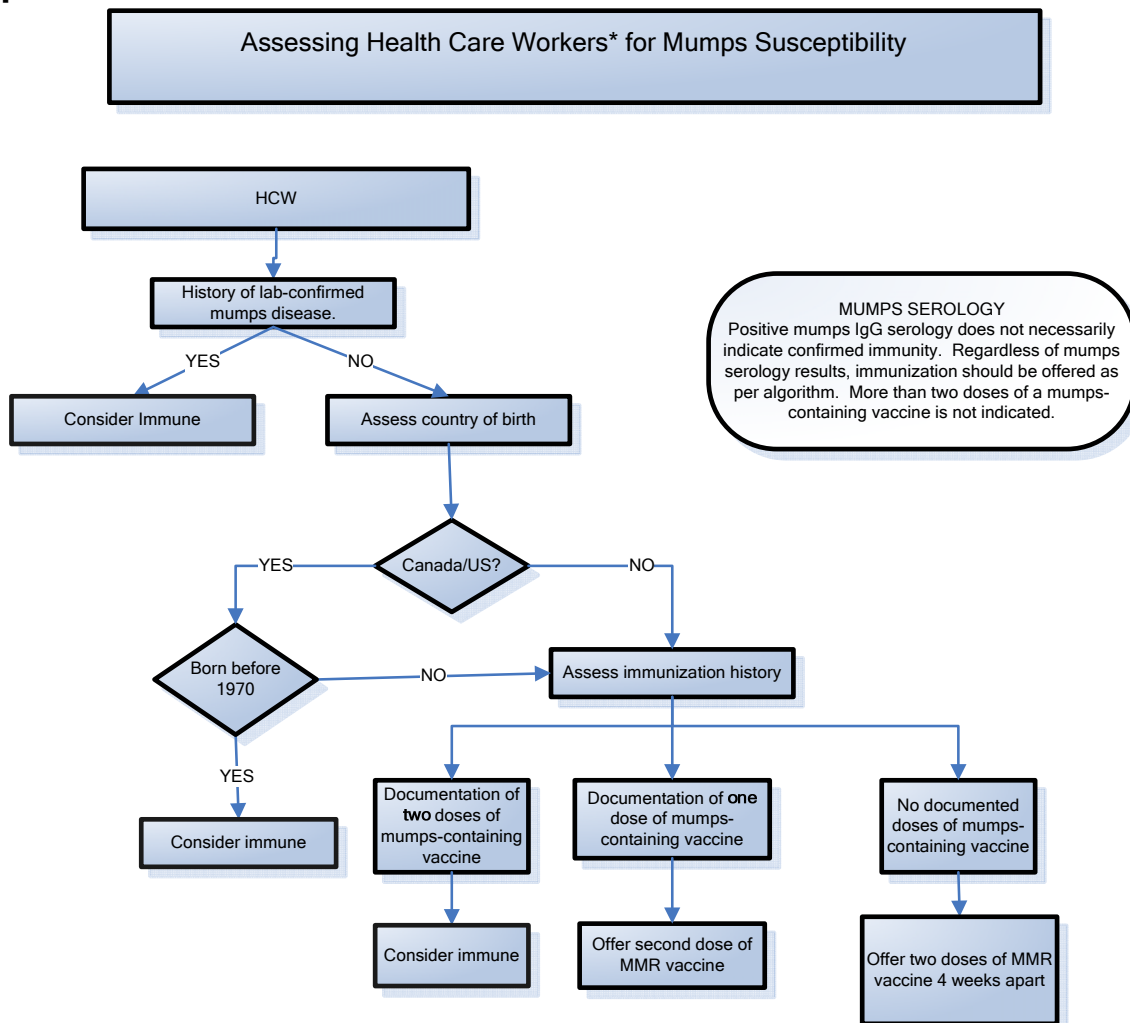 Assessing Health Care Workers* for Mumps Susceptibility
HCW
History of lab-confirmed
mumps disease.
MUMPS SEROLOGY
Positive mumps IgG serology does not necessarily
indicate confirmed immunity. Regardless of mumps
serology results, immunization should be offered as
per algorithm. More than two doses of a mumps-
containing vaccine is not indicated.
YES
NO
Consider Immune
Assess country of birth
Canada/US?
YES
NO
Born before
1970
NO
Assess immunization history
YES
Consider immune
Documentation of
two doses of
mumps-containing
vaccine
Documentation of one
dose of mumps-
containing vaccine
No documented
doses of mumps-
containing vaccine
Consider immune
Offer second dose of
MMR vaccine
Offer two doses of MMR
vaccine 4 weeks apart